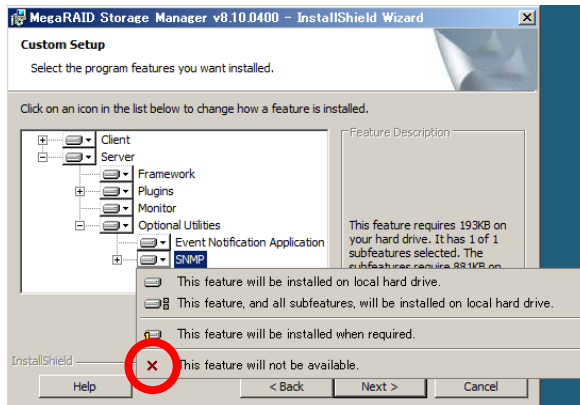 MegaRAID Storage Manager v8.10.0400 - InstallShield Wizard
Custom Setup
Select the program features you want installed.
Click on an icon in the list below to change how a feature is installed.
Feature Description
Client
Server
Framework
Plugins
Monitor
Optional Utilities
Event Notification Application
SNMP
This feature requires 193KB on
your hard drive. It has 1 of 1
subfeatures selected. The
subfeatures require 881KB on
This feature will be installed on local hard drive.
This feature, and all subfeatures, will be installed on local hard drive.
This feature will be installed when required.
This feature will not be available.
InstallShield
Help
< Back
Next >
Cancel